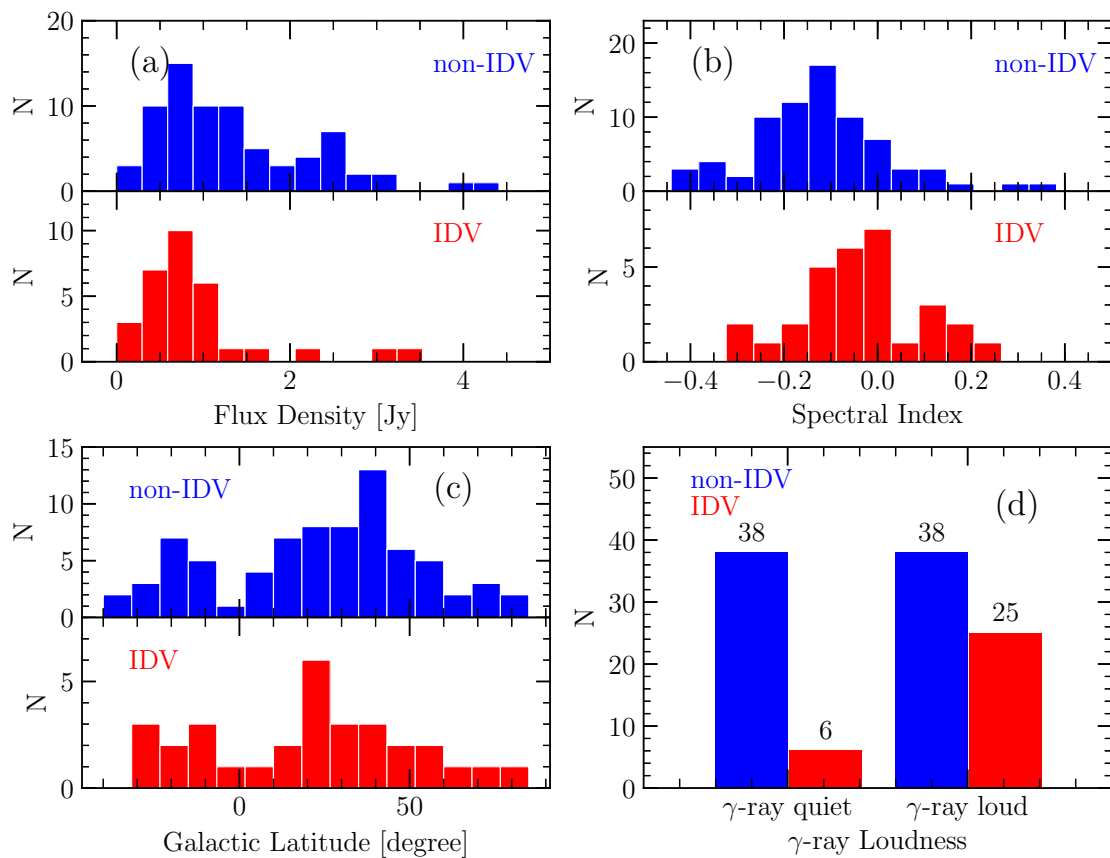 (a)
non-IDV
N
0
10
20
IDV
N
0
5
10
0
2
4
Flux Density [Jy]
(b)
non-IDV
N
0
10
20
IDV
N
0
5
−0.4
−0.2
0.0
0.2
0.4
Spectral Index
(c)
non-IDV
N
0
5
10
15
IDV
N
0
5
0
50
Galactic Latitude [degree]
(d)
non-IDV
IDV
N
0
10
20
30
40
50
38
6
38
25
γ-ray quiet
γ-ray loud
γ-ray Loudness